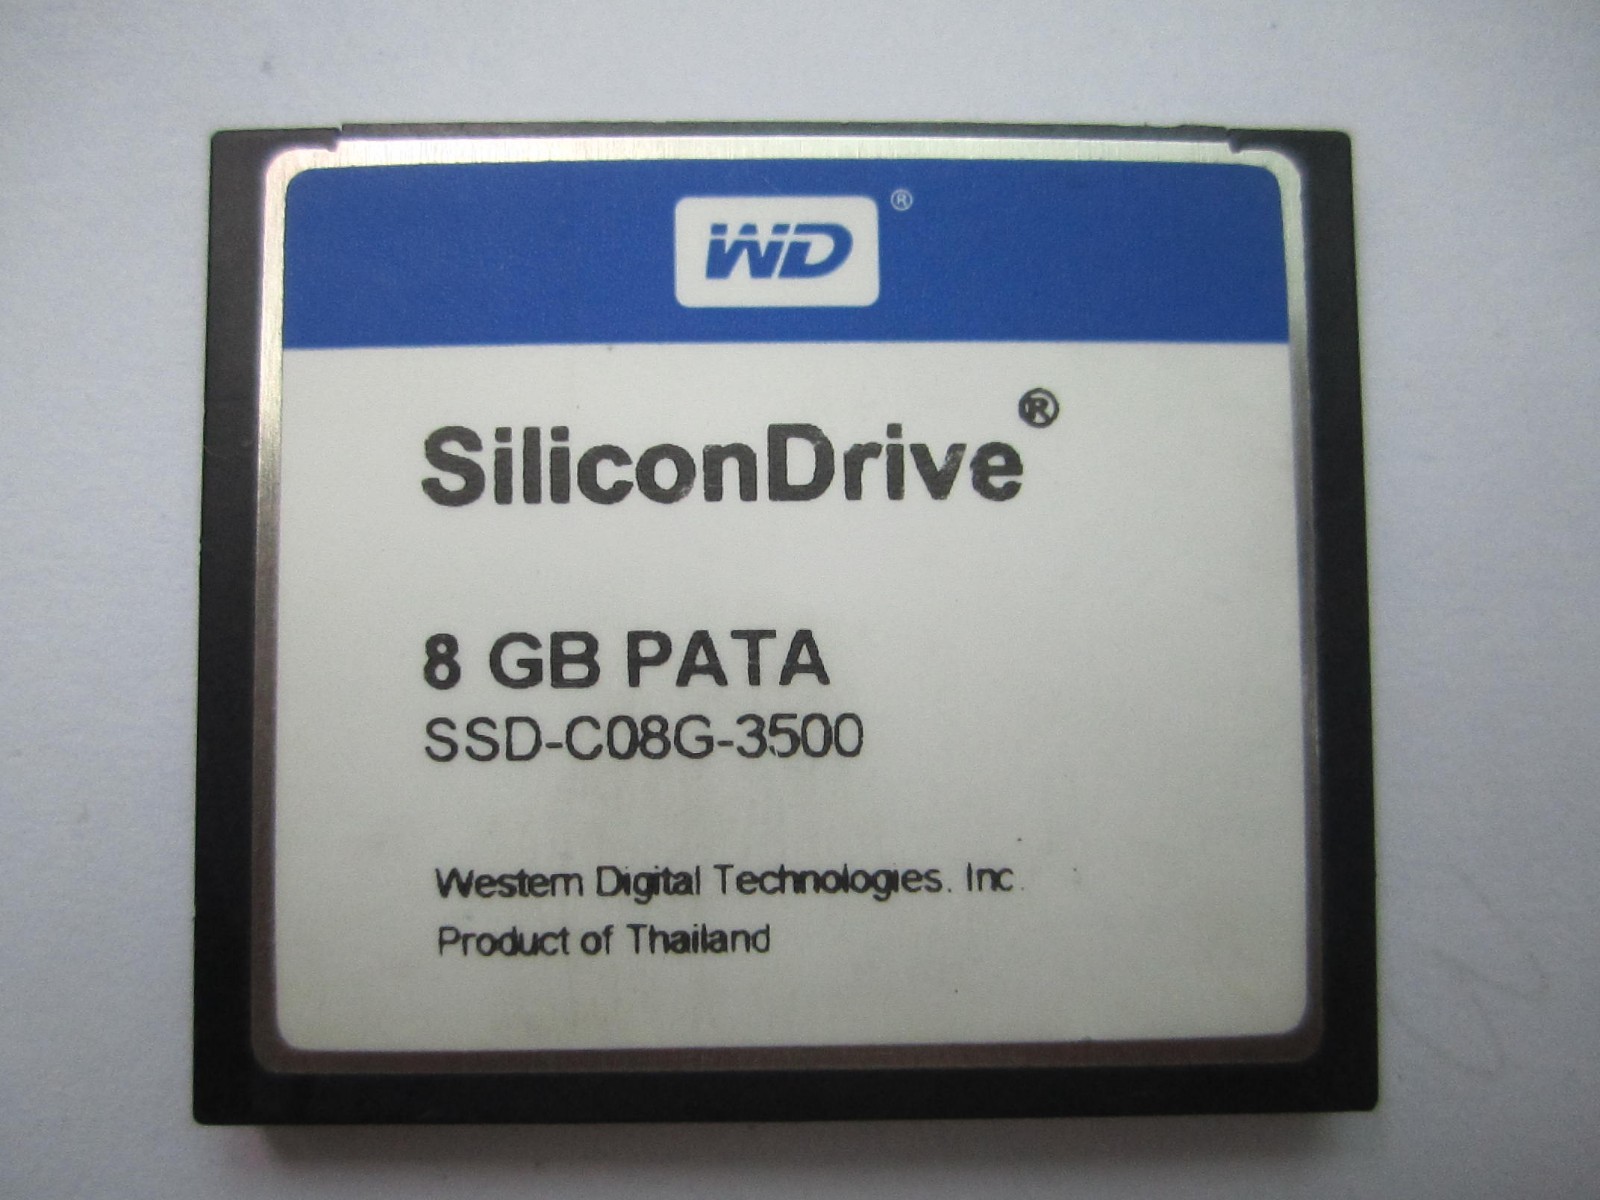 WD®
SiliconDrive®
8 GB PATA
SSD-C08G-3500
Western Digital Technologies. Inc.
Product of Thailand